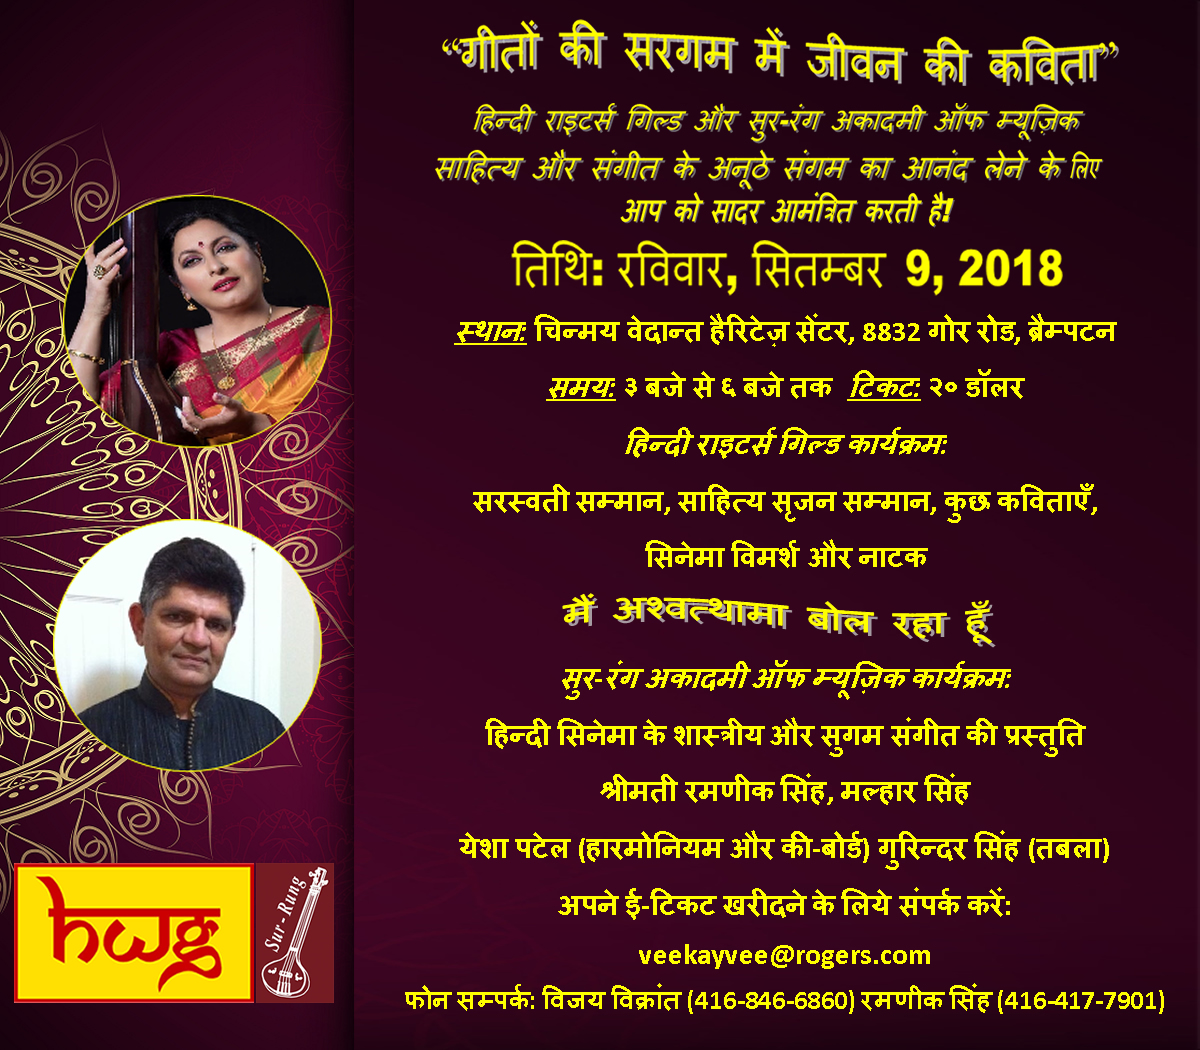 “गीतों की सरगम में जीवन की कविता”
हिन्दी राइटर्स गिल्ड और सुर-रंग अकादमी ऑफ म्यूज़िक
साहित्य और संगीत के अनूठे संगम का आनंद लेने के लिए
आप को सादर आमंत्रित करती है!
तिथि: रविवार, सितम्बर 9, 2018
स्थान: चिन्मय वेदान्त हैरिटेज़ सेंटर, 8832 गोर रोड, ब्रैम्पटन
समय: ३ बजे से ६ बजे तक टिकट: २० डॉलर
हिन्दी राइटर्स गिल्ड कार्यक्रम:
सरस्वती सम्मान, साहित्य सृजन सम्मान, कुछ कविताएँ,
सिनेमा विमर्श और नाटक
मैं अश्वत्थामा बोल रहा हूँ
सुर-रंग अकादमी ऑफ म्यूज़िक कार्यक्रम:
हिन्दी सिनेमा के शास्त्रीय और सुगम संगीत की प्रस्तुति
श्रीमती रमणीक सिंह, मल्हार सिंह
येशा पटेल (हारमोनियम और की-बोर्ड) गुरिन्दर सिंह (तबला)
अपने ई-टिकट खरीदने के लिये संपर्क करें:
veekayvee@rogers.com
फोन सम्पर्क: विजय विक्रांत (416-846-6860) रमणीक सिंह (416-417-7901)
hwg
Sur-Rung